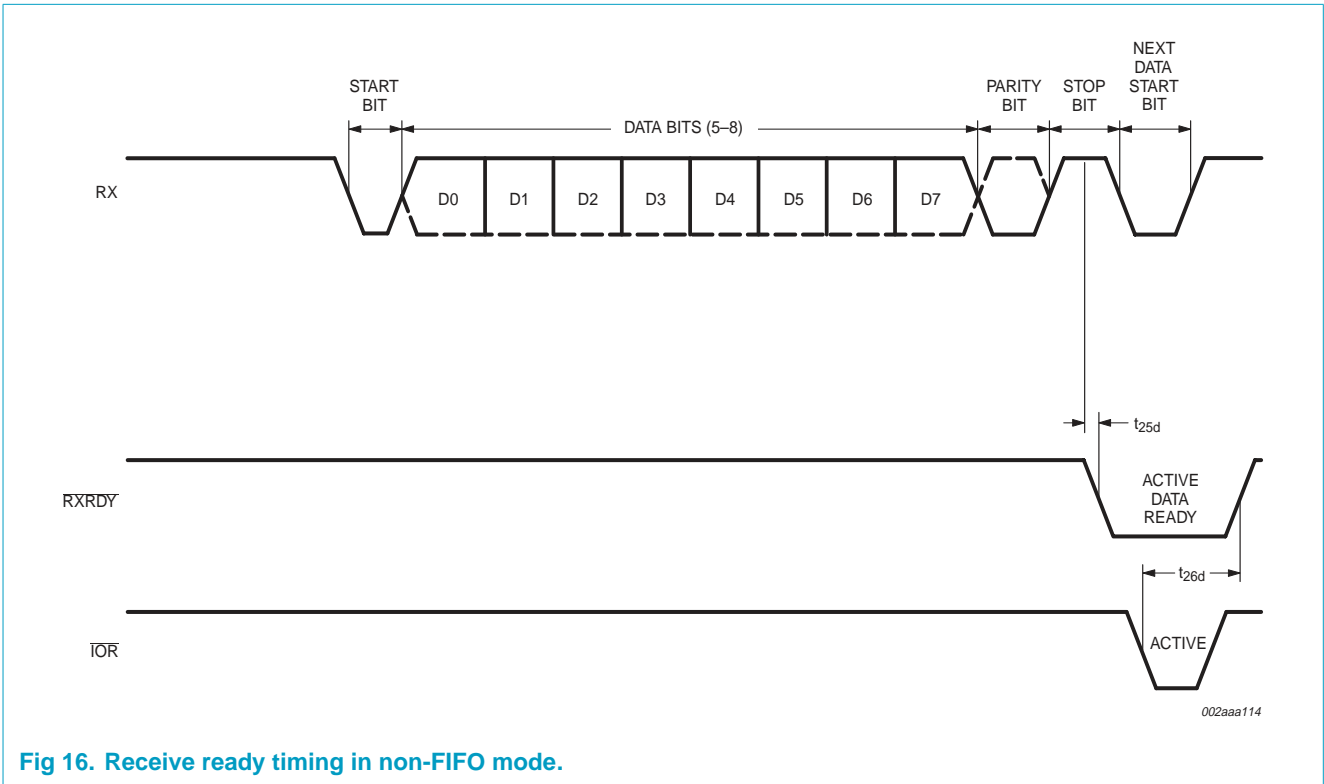 START
BIT
DATA BITS (5–8)
PARITY
BIT
STOP
BIT
NEXT
DATA
START
BIT
RX
D0
D1
D2
D3
D4
D5
D6
D7
t25d
RXRDY
ACTIVE
DATA
READY
t26d
IOR
ACTIVE
002aaa114
Fig 16. Receive ready timing in non-FIFO mode.